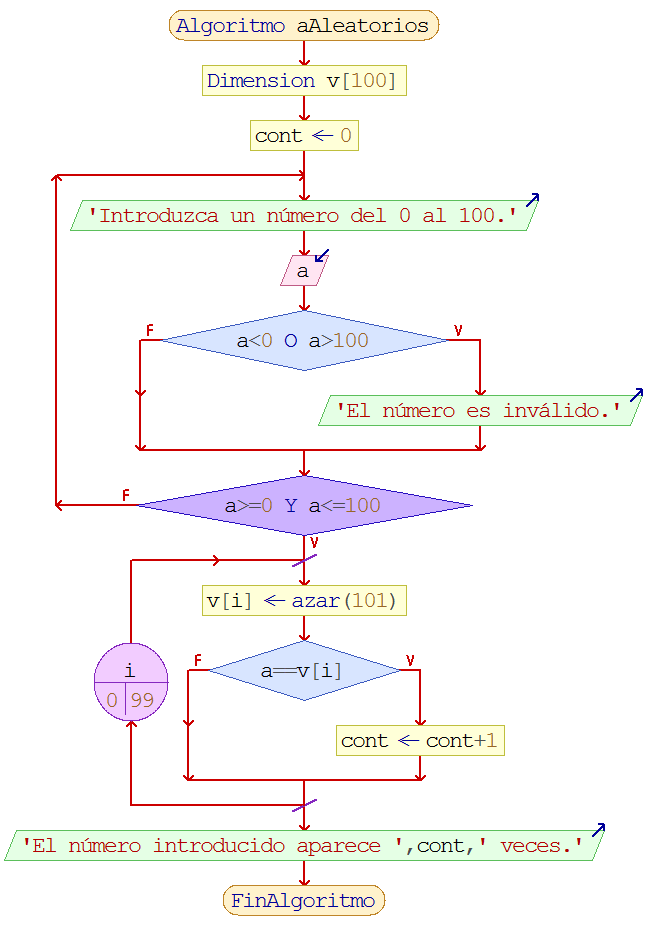 Algoritmo aAleatorios
Dimension v[100]
cont ← 0
'Introduzca un número del 0 al 100.'
a
F
a<0 O a>100
V
'El número es inválido.'
F
a>=0 Y a<=100
V
v[i] ← azar(101)
i
0 99
F
a==v[i]
V
cont ← cont+1
'El número introducido aparece ',cont,' veces.'
FinAlgoritmo